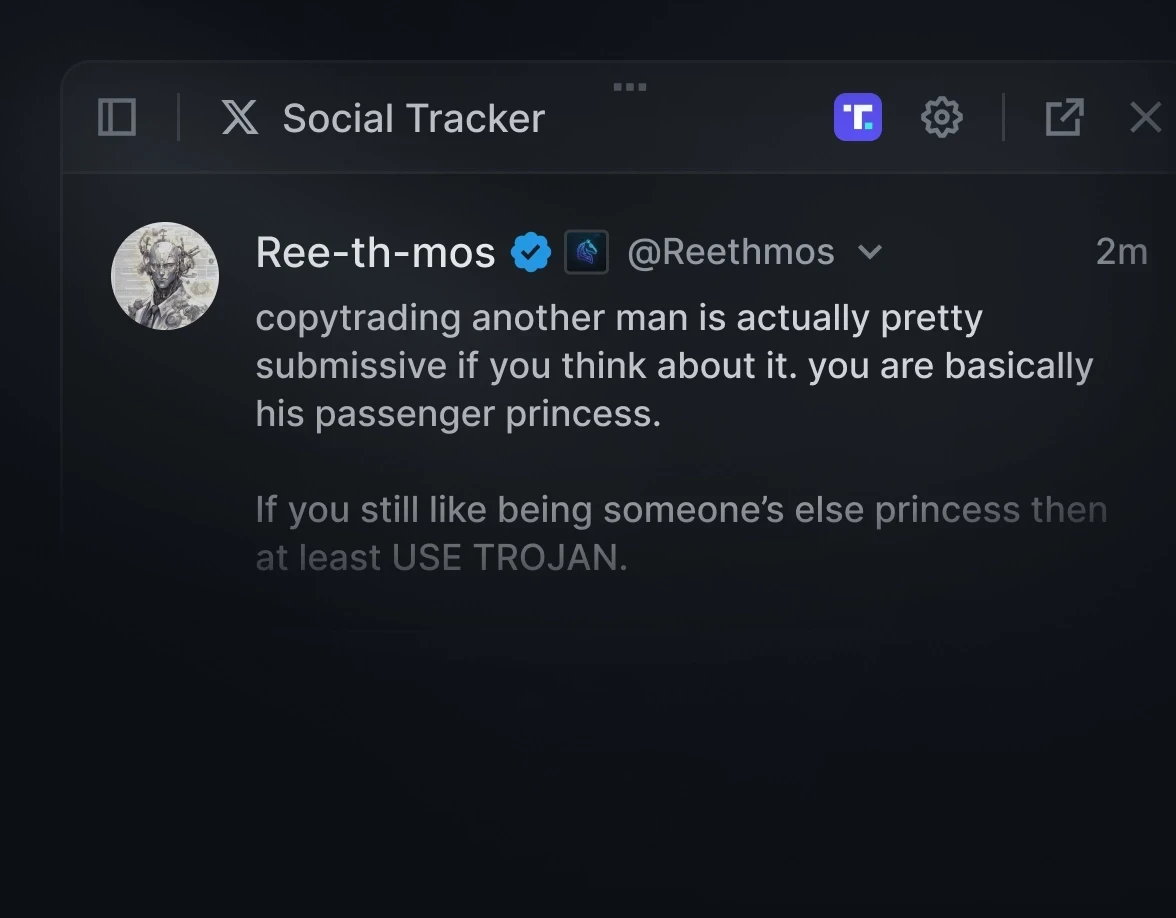 Social Tracker
Ree-th-mos @Reethmos 2m
copytrading another man is actually pretty
submissive if you think about it. you are basically
his passenger princess.
If you still like being someone’s else princess then
at least USE TROJAN.